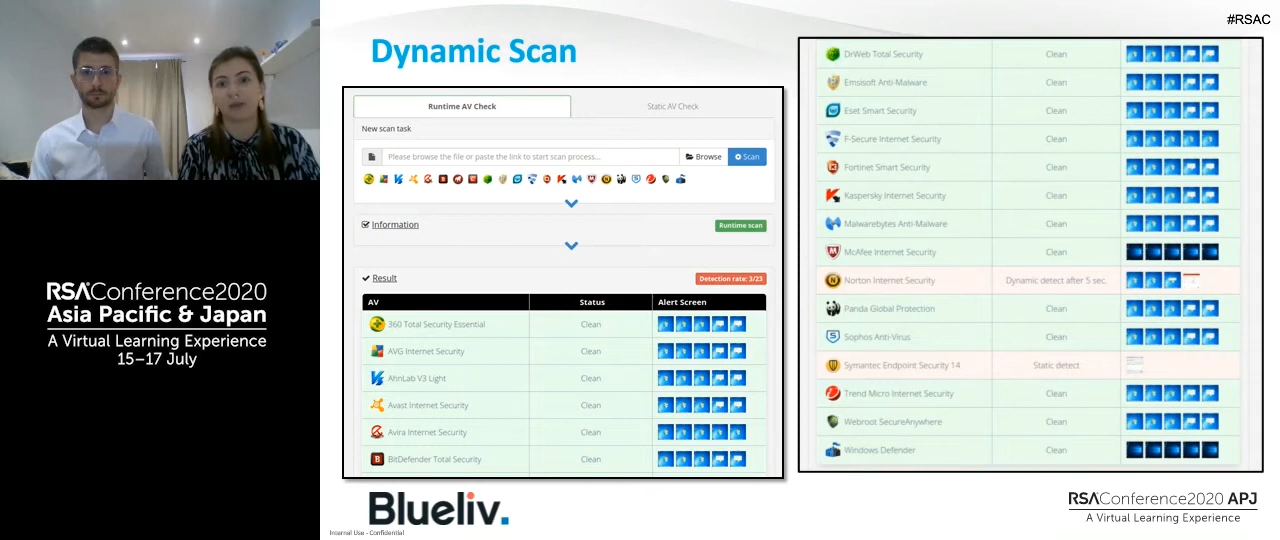 #RSAC
Dynamic Scan
Runtime AV Check
Static AV Check
New scan task
Please browse the file or paste the link to start scan process...
Browse
Scan
Information
Runtime scan
Result
Detection rate: 3/23
AV Status Alert Screen
360 Total Security Essential Clean
AVG Internet Security Clean
AhnLab V3 Light Clean
Avast Internet Security Clean
Avira Internet Security Clean
BitDefender Total Security Clean
DrWeb Total Security Clean
Emsisoft Anti-Malware Clean
Eset Smart Security Clean
F-Secure Internet Security Clean
Fortinet Smart Security Clean
Kaspersky Internet Security Clean
Malwarebytes Anti-Malware Clean
McAfee Internet Security Clean
Norton Internet Security Dynamic detect after 5 sec.
Panda Global Protection Clean
Sophos Anti-Virus Clean
Symantec Endpoint Security 14 Static detect
Trend Micro Internet Security Clean
Webroot SecureAnywhere Clean
Windows Defender Clean
RSAConference2020
Asia Pacific & Japan
A Virtual Learning Experience
15–17 July
Blueliv.
Internal Use - Confidential
RSAConference2020 APJ
A Virtual Learning Experience